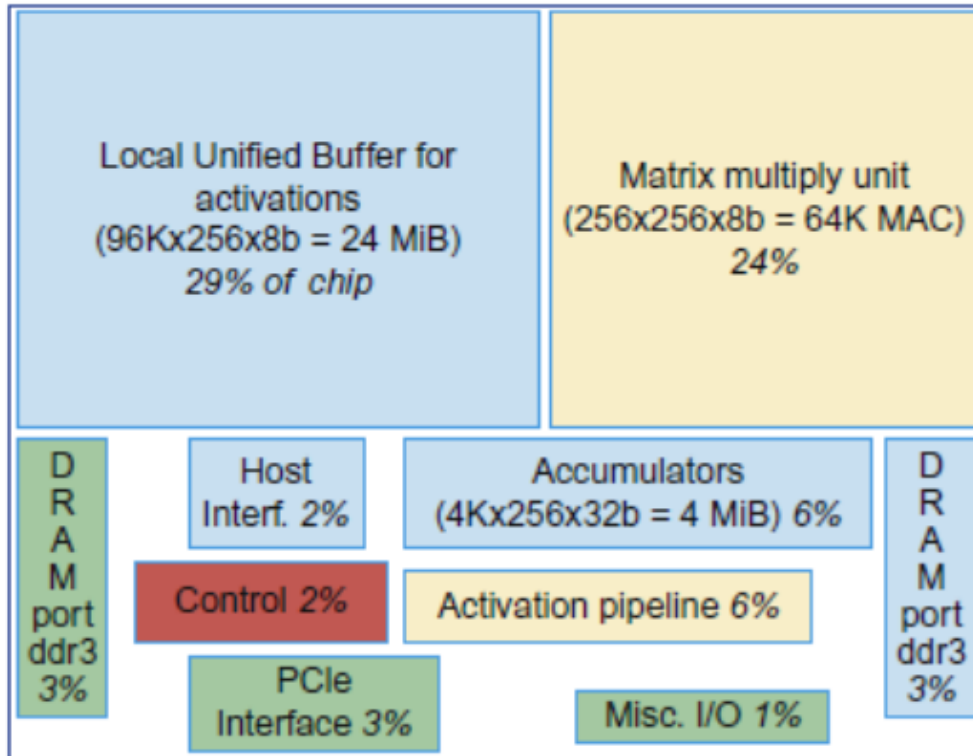 Local Unified Buffer for
activations
(96Kx256x8b = 24 MiB)
29% of chip
Matrix multiply unit
(256x256x8b = 64K MAC)
24%
D
R
A
M
port
ddr3
3%
Host
Interf. 2%
Accumulators
(4Kx256x32b = 4 MiB) 6%
D
R
A
M
port
ddr3
3%
Control 2%
Activation pipeline 6%
PCIe
Interface 3%
Misc. I/O 1%